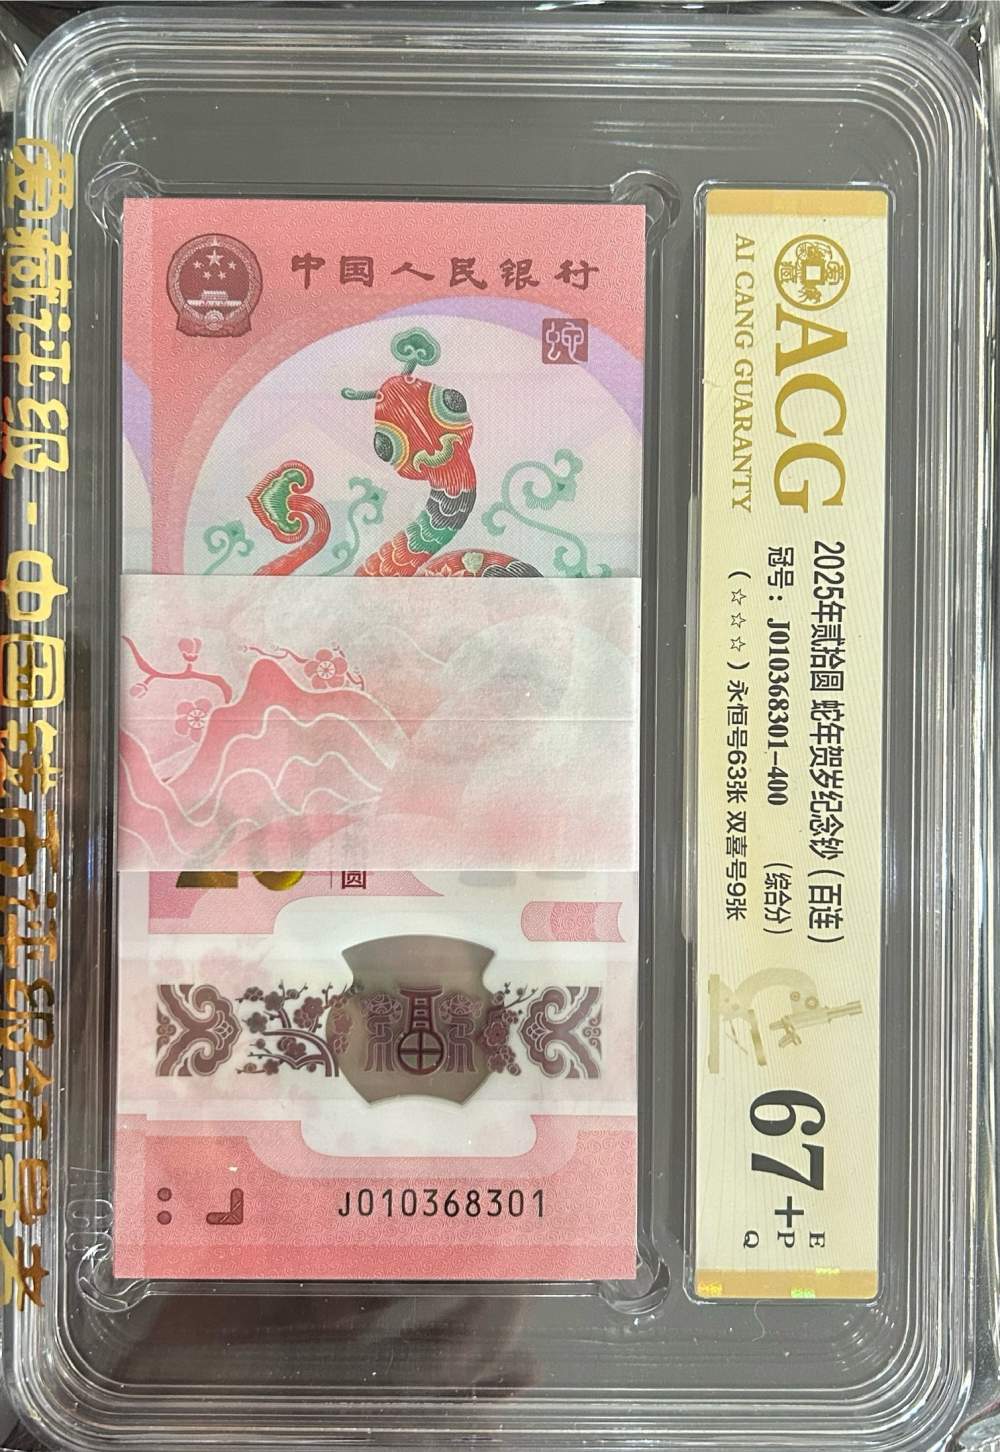 爱藏评级-中国钱币评级领导者
中国人民银行
蛇
20
圆
J010368301
ACG
AI CANG GUARANTY
2025年贰拾圆 蛇年贺岁纪念钞（百连）
冠号：J010368301-400 （综合分）
（☆☆☆）永恒号63张 双喜号9张
67+
E
P
Q
ACG